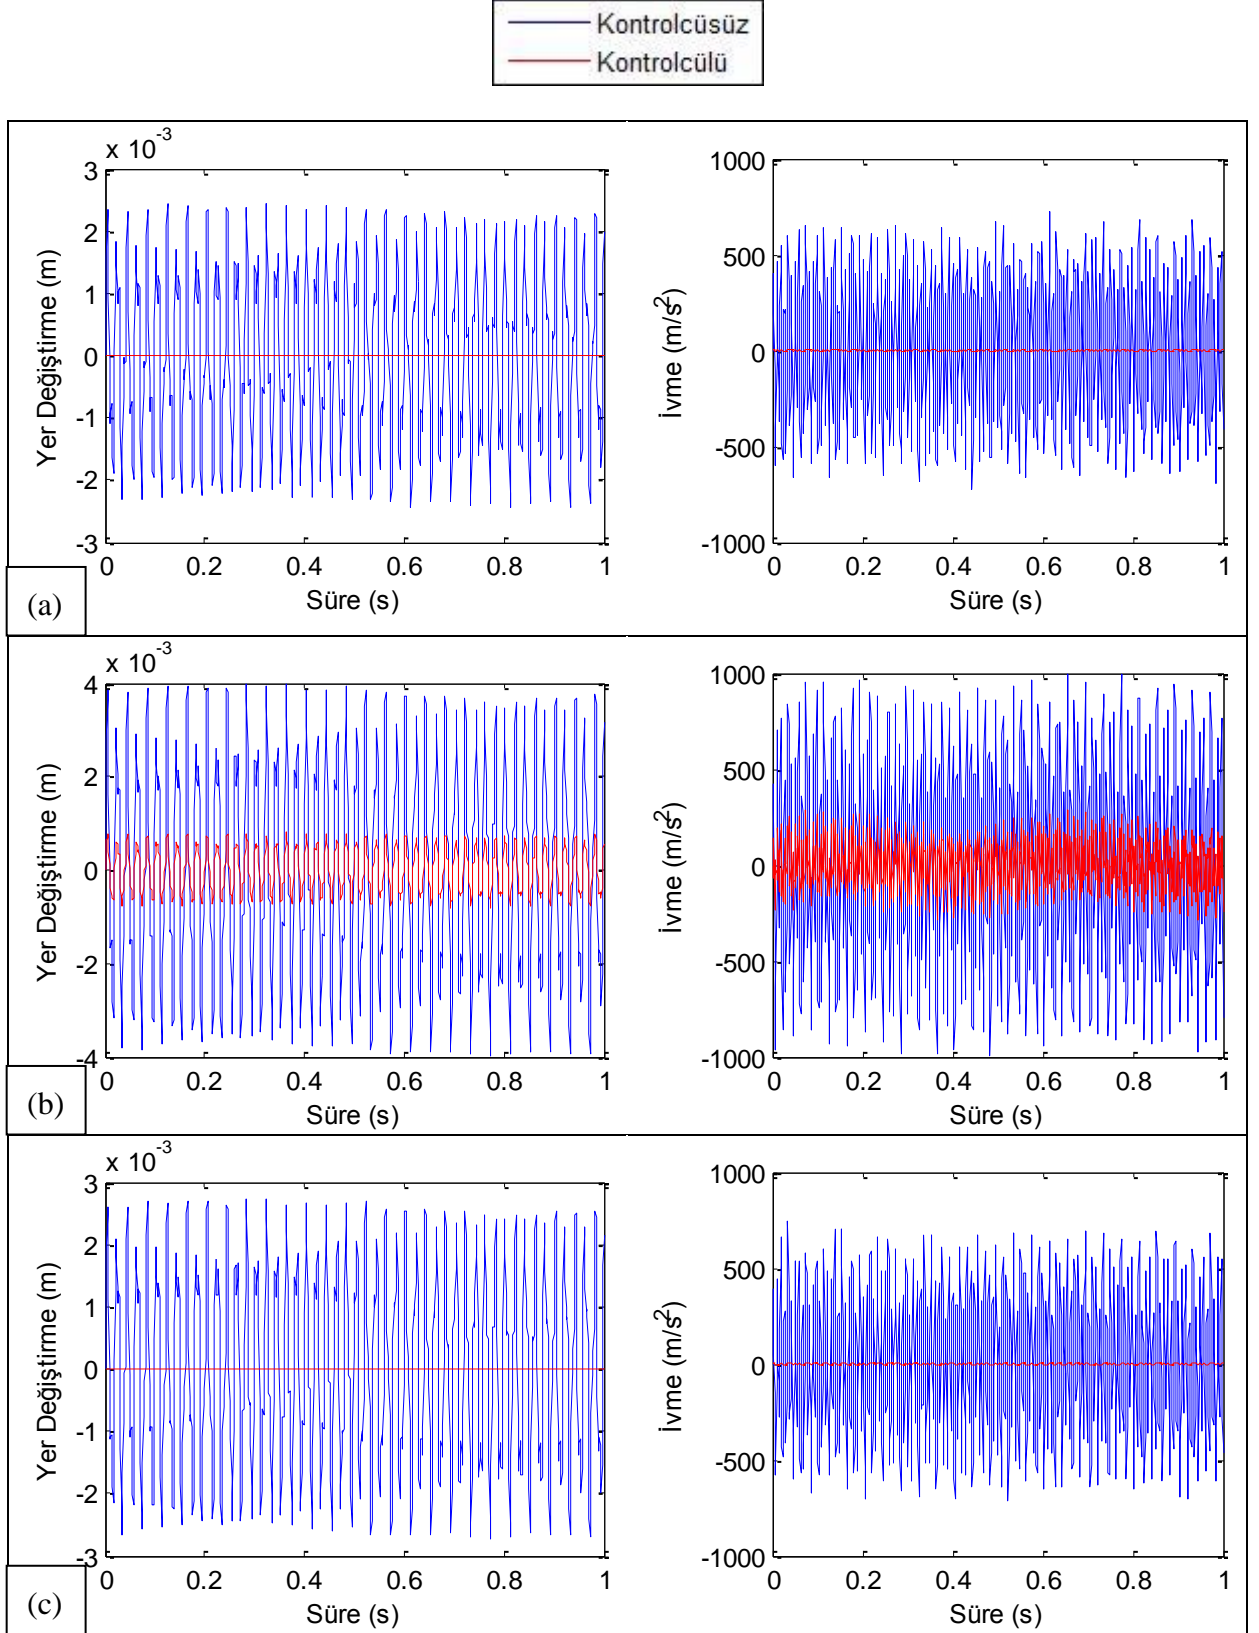 Kontrolcüsüz
Kontrolcülü
x 10-3
3
2
1
0
-1
-2
-3
Yer Değiştirme (m)
0 0.2 0.4 0.6 0.8 1
Süre (s)
1000
500
0
-500
-1000
İvme (m/s2)
0 0.2 0.4 0.6 0.8 1
Süre (s)
(a)
x 10-3
4
2
0
-2
-4
Yer Değiştirme (m)
0 0.2 0.4 0.6 0.8 1
Süre (s)
1000
500
0
-500
-1000
İvme (m/s2)
0 0.2 0.4 0.6 0.8 1
Süre (s)
(b)
x 10-3
3
2
1
0
-1
-2
-3
Yer Değiştirme (m)
0 0.2 0.4 0.6 0.8 1
Süre (s)
1000
500
0
-500
-1000
İvme (m/s2)
0 0.2 0.4 0.6 0.8 1
Süre (s)
(c)